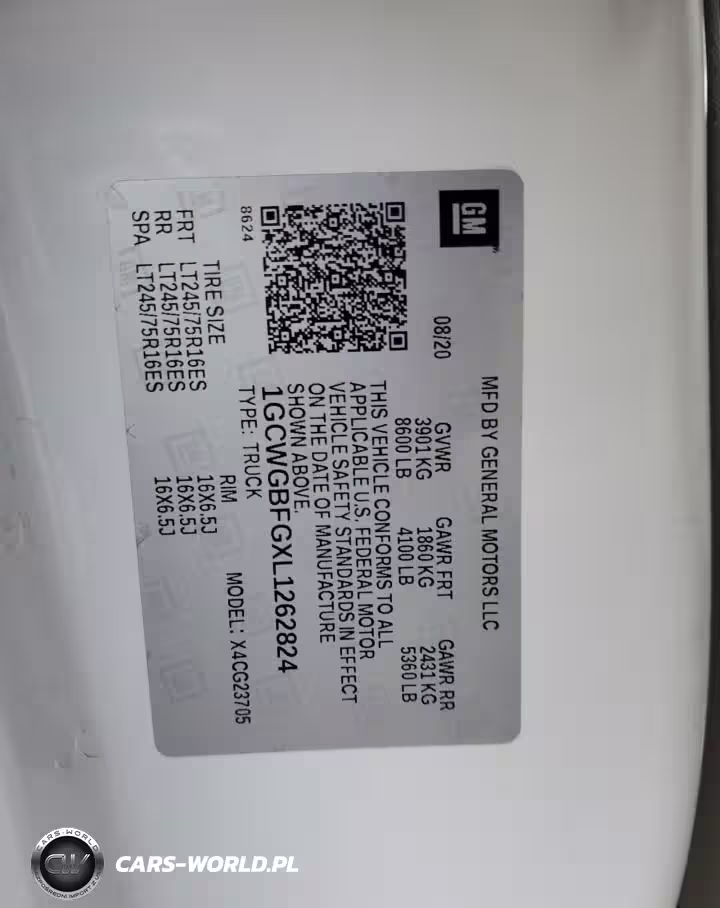 GM
MFD BY GENERAL MOTORS LLC
08/20
GVWR GAWR FRT GAWR RR
3901 KG 1860 KG 2431 KG
8600 LB 4100 LB 5360 LB
THIS VEHICLE CONFORMS TO ALL
APPLICABLE U.S. FEDERAL MOTOR
VEHICLE SAFETY STANDARDS IN EFFECT
ON THE DATE OF MANUFACTURE
SHOWN ABOVE.
1GCWGBFGXL1262824
8624
TYPE: TRUCK
MODEL: X4CG23705
TIRE SIZE RIM
FRT LT245/75R16ES 16X6.5J
RR LT245/75R16ES 16X6.5J
SPA LT245/75R16ES 16X6.5J
CARS-WORLD
CW
CARS-WORLD.PL